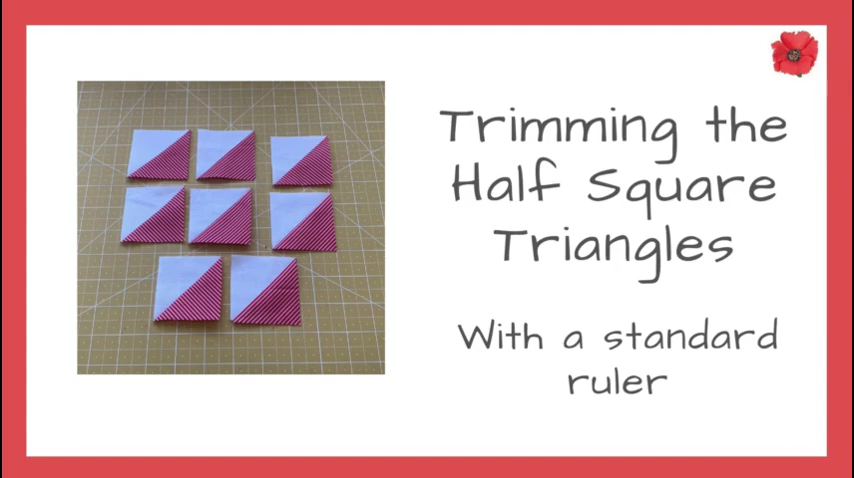 Trimming the
Half Square
Triangles
With a standard
ruler